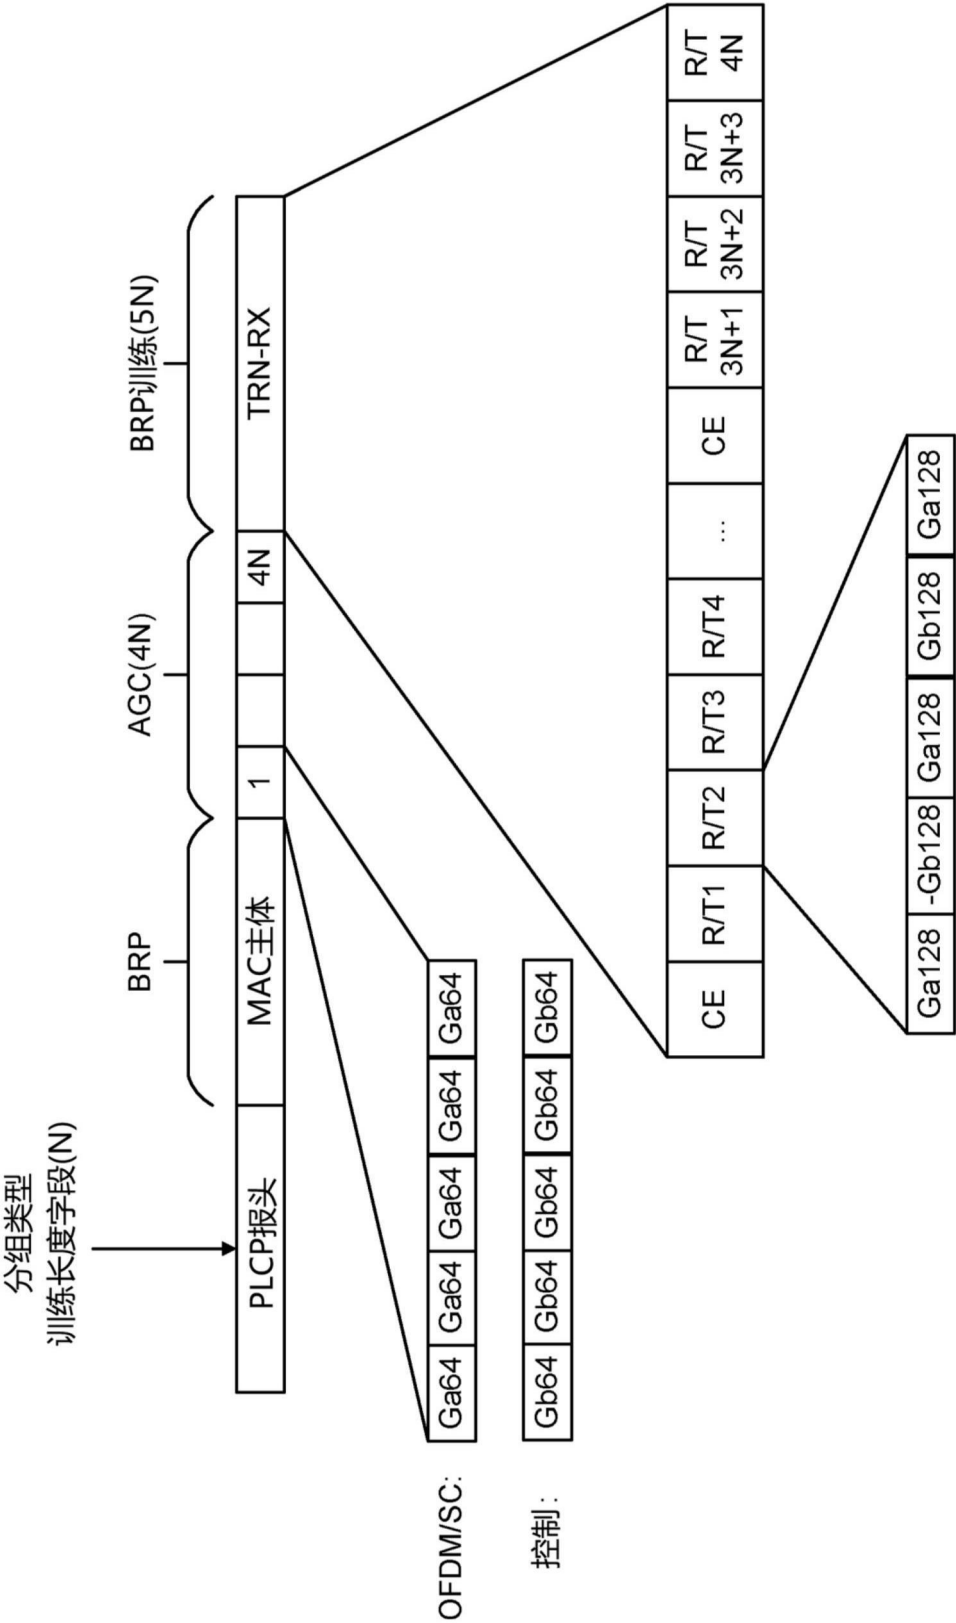 分组类型
训练长度字段(N)
BRP
AGC(4N)
BRP训练(5N)
PLCP报头
MAC主体
1
4N
TRN-RX
OFDM/SC:
Ga64
Ga64
Ga64
Ga64
Ga64
控制:
Gb64
Gb64
Gb64
Gb64
Gb64
CE
R/T1
R/T2
R/T3
R/T4
...
CE
R/T
3N+1
R/T
3N+2
R/T
3N+3
R/T
4N
Ga128
-Gb128
Ga128
Gb128
Ga128